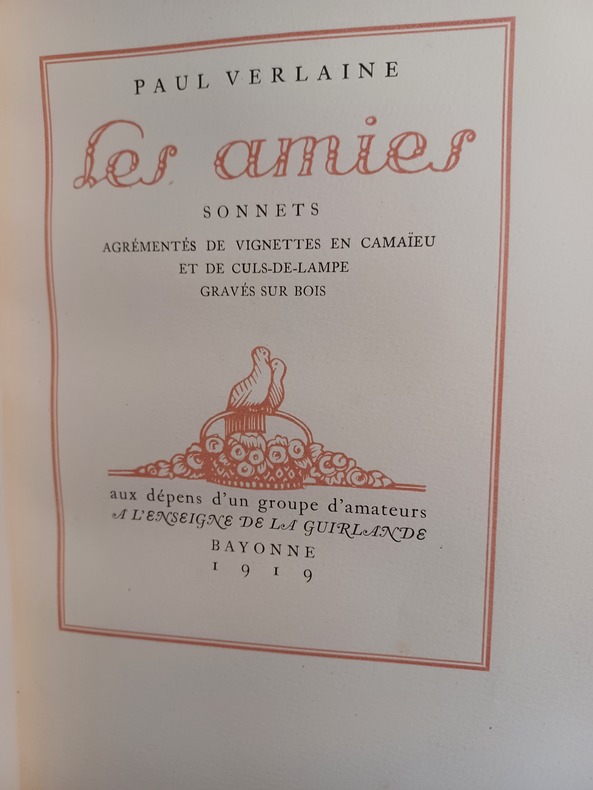 PAUL VERLAINE
Les amies
SONNETS
AGRÉMENTÉS DE VIGNETTES EN CAMAÏEU
ET DE CULS-DE-LAMPE
GRAVÉS SUR BOIS
aux dépens d'un groupe d'amateurs
A L'ENSEIGNE DE LA GUIRLANDE
BAYONNE
1919